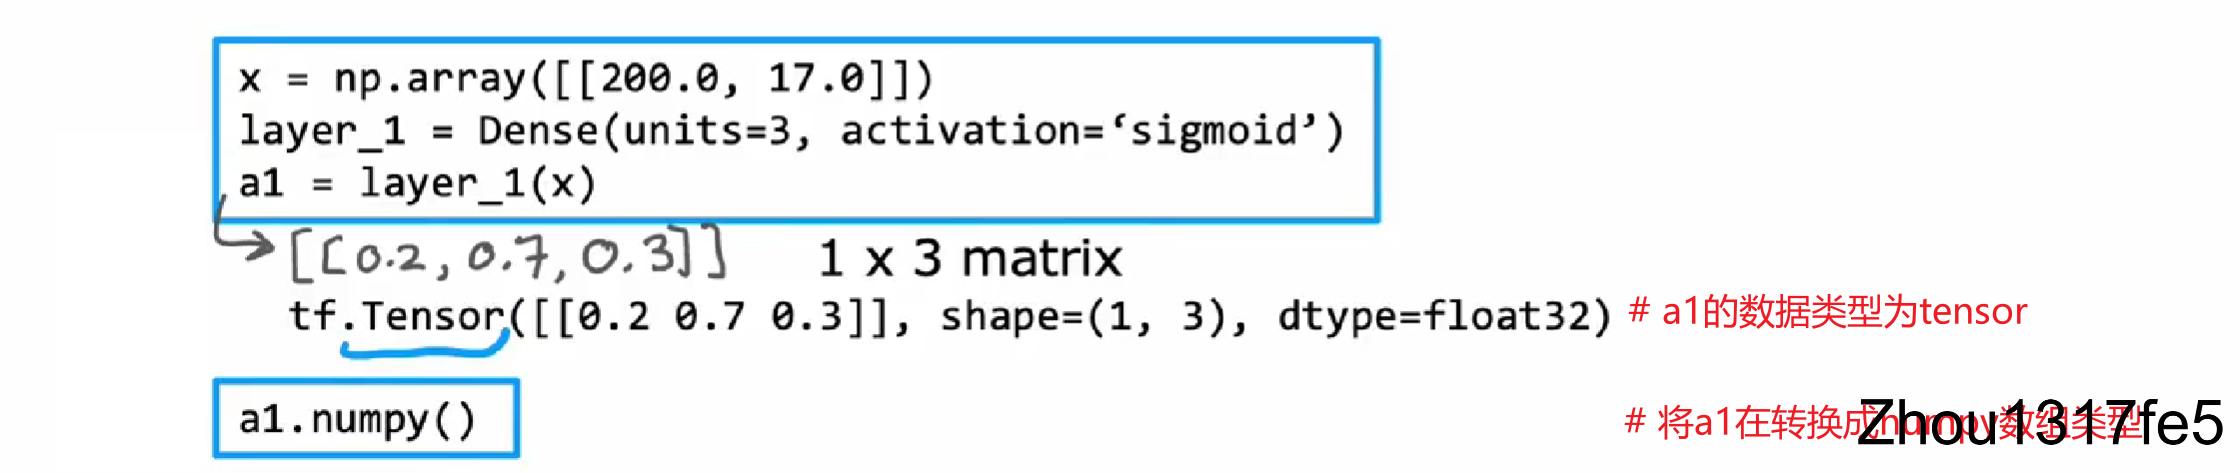 x = np.array([[200.0, 17.0]])
layer_1 = Dense(units=3, activation=‘sigmoid’)
a1 = layer_1(x)
[[0.2, 0.7, 0.3]] 1 x 3 matrix
tf.Tensor([[0.2 0.7 0.3]], shape=(1, 3), dtype=float32) # a1的数据类型为tensor
a1.numpy() # 将a1在转换成numpy数组类型
Zhou1317fe5